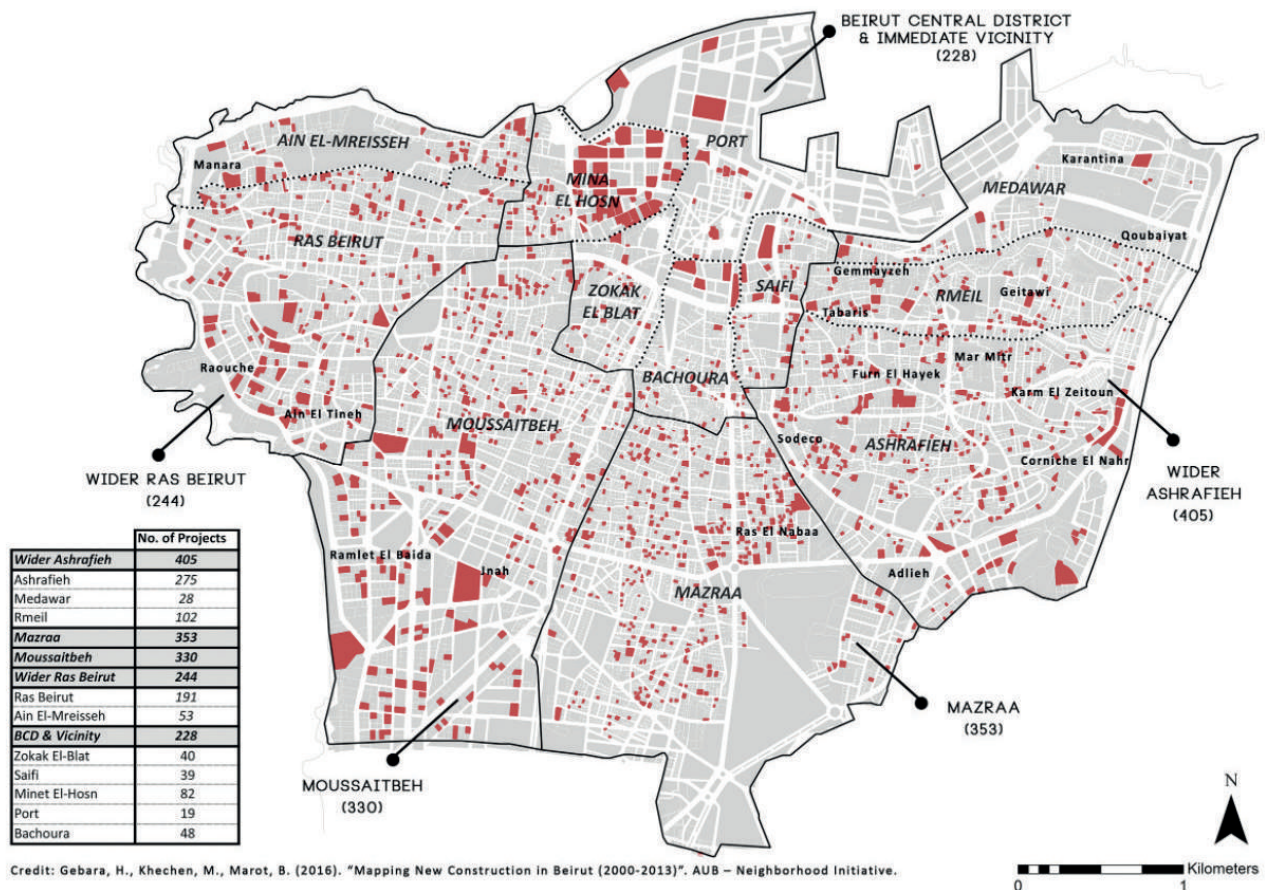 BEIRUT CENTRAL DISTRICT
& IMMEDIATE VICINITY
(228)
AIN EL-MREISSEH
PORT
Manara
Karantina
MINA
EL HOSN
MEDAWAR
RAS BEIRUT
Qoubaiyat
Gemmayzeh
ZOKAK
EL BLAT
SAIFI
RMEIL
Geitawi
Tabaris
Mar Mitr
Raouche
Furn El Hayek
BACHOURA
Karm El Zeitoun
Ain El Tineh
MOUSSAITBEH
Sodeco
ASHRAFIEH
Corniche El Nahr
WIDER RAS BEIRUT
(244)
WIDER
ASHRAFIEH
(405)
Ras El Nabaa
Ramlet El Baida
Jnah
Adlieh
MAZRAA
MAZRAA
(353)
MOUSSAITBEH
(330)
No. of Projects
Wider Ashrafieh 405
Ashrafieh 275
Medawar 28
Rmeil 102
Mazraa 353
Moussaitbeh 330
Wider Ras Beirut 244
Ras Beirut 191
Ain El-Mreisseh 53
BCD & Vicinity 228
Zokak El-Blat 40
Saifi 39
Minet El-Hosn 82
Port 19
Bachoura 48
N
Kilometers
0 1
Credit: Gebara, H., Khechen, M., Marot, B. (2016). "Mapping New Construction in Beirut (2000-2013)". AUB – Neighborhood Initiative.